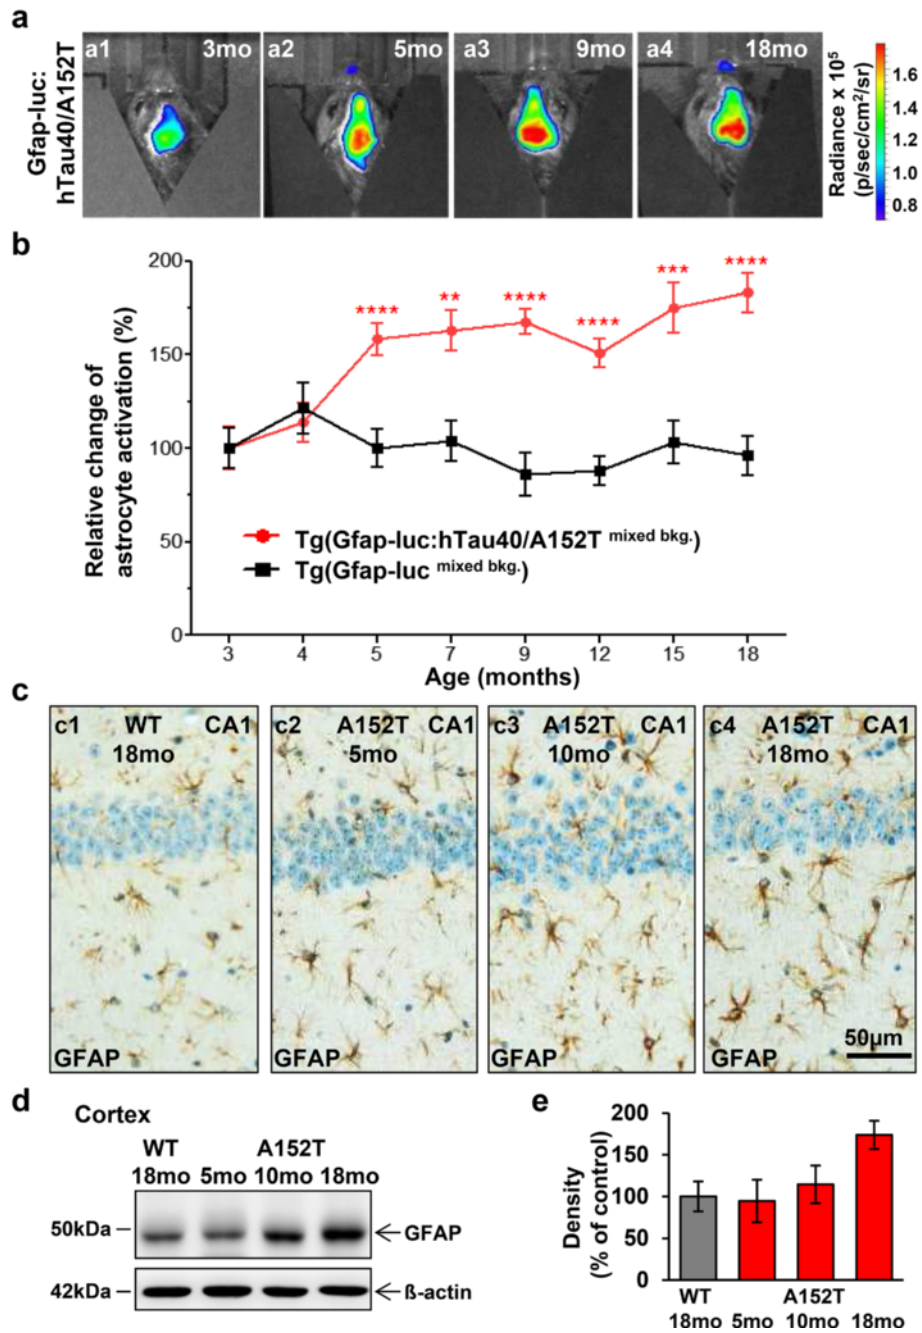 a
Gfap-luc:
hTau40/A152T
a1 3mo
a2 5mo
a3 9mo
a4 18mo
Radiance x 10⁵
(p/sec/cm²/sr)
1.6
1.4
1.2
1.0
0.8
b
Relative change of
astrocyte activation (%)
200
150
100
50
0
**** ** **** **** *** ****
Tg(Gfap-luc:hTau40/A152T mixed bkg.)
Tg(Gfap-luc mixed bkg.)
3 4 5 7 9 12 15 18
Age (months)
c
c1 WT CA1
18mo
GFAP
c2 A152T CA1
5mo
GFAP
c3 A152T CA1
10mo
GFAP
c4 A152T CA1
18mo
GFAP
50µm
d
Cortex
WT A152T
18mo 5mo 10mo 18mo
50kDa
GFAP
42kDa
ß-actin
e
Density
(% of control)
200
150
100
50
0
WT A152T
18mo 5mo 10mo 18mo